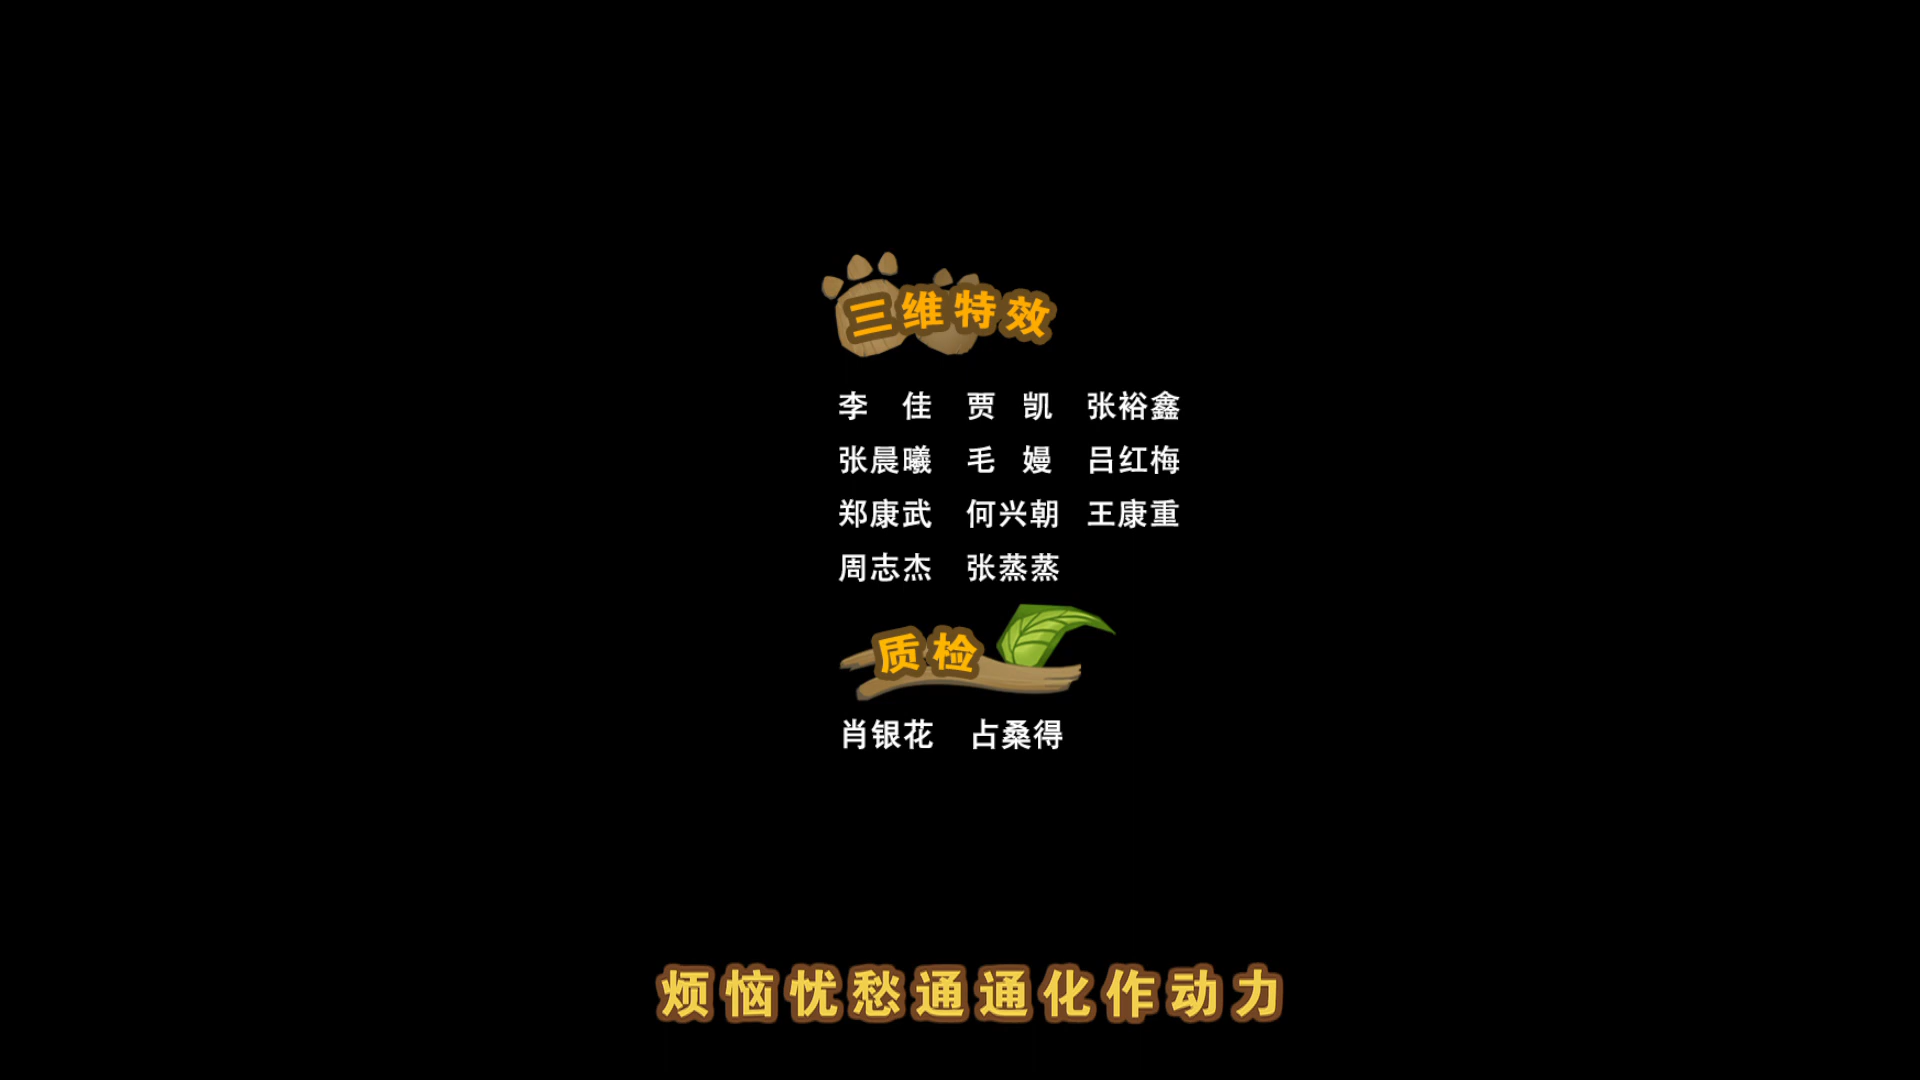 三维特效
李 佳 贾 凯 张裕鑫
张晨曦 毛 嫚 吕红梅
郑康武 何兴朝 王康重
周志杰 张蒸蒸
质检
肖银花 占桑得
烦恼忧愁通通化作动力